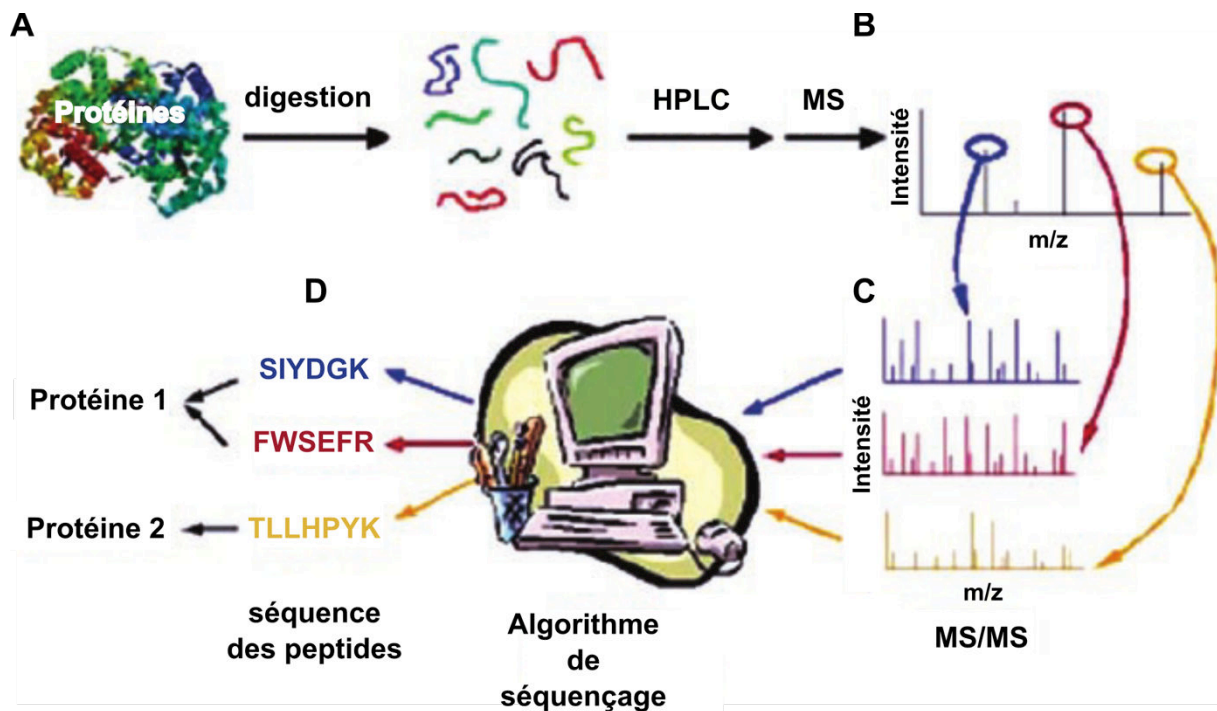 A
Protéines
digestion
HPLC
MS
B
Intensité
m/z
D
C
SIYDGK
Protéine 1
FWSEFR
Protéine 2
TLLHPYK
Intensité
m/z
MS/MS
séquence
des peptides
Algorithme
de
séquençage